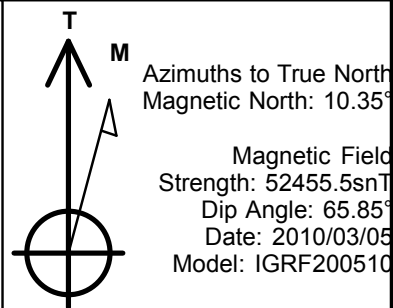 T
M
Azimuths to True North
Magnetic North: 10.35°
Magnetic Field
Strength: 52455.5snT
Dip Angle: 65.85°
Date: 2010/03/05
Model: IGRF200510